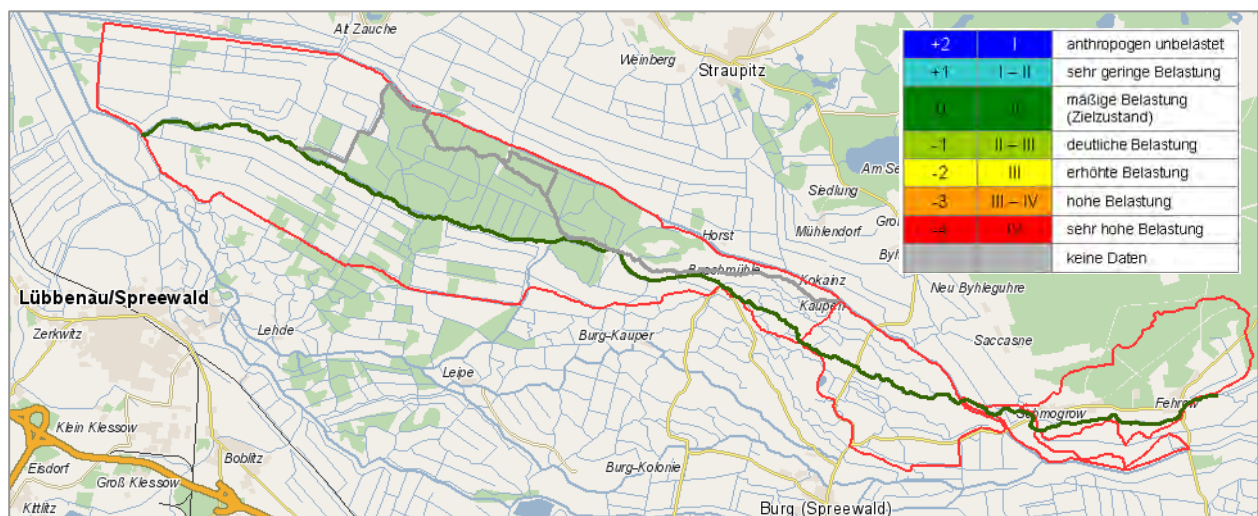 Alt Zauche
Weinberg
Straupitz
+2 I anthropogen unbelastet
+1 I – II sehr geringe Belastung
0 II mäßige Belastung
(Zielzustand)
-1 II – III deutliche Belastung
-2 III erhöhte Belastung
-3 III – IV hohe Belastung
-4 IV sehr hohe Belastung
keine Daten
Am Se
Siedlung
Mühlendorf
Horst
Byh
Kokainz
Kaupen
Neu Byhleguhre
Lübbenau/Spreewald
Zerkwitz
Lehde
Burg-Kauper
Leipe
Saccasne
Schmogrow
Fehrow
Klein Klessow
Eisdorf
Groß Klessow
Boblitz
Kittlitz
Burg-Kolonie
Burg (Spreewald)